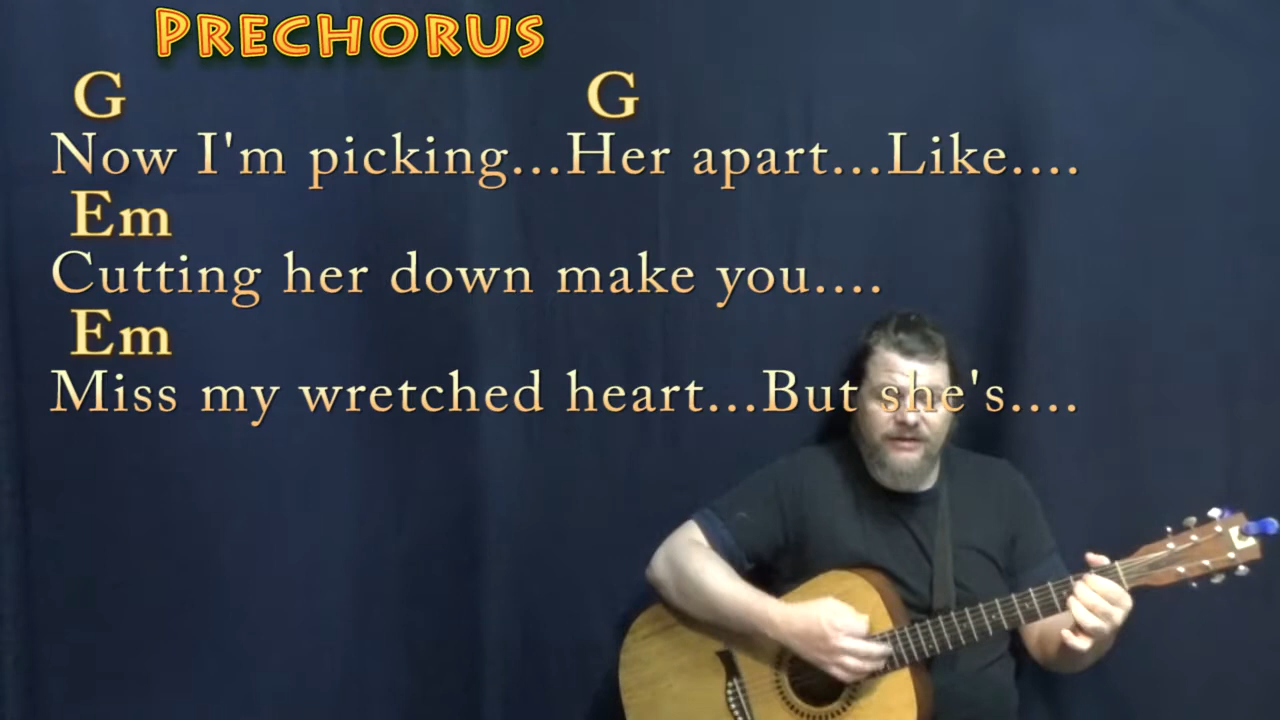 PRECHORUS
G G
Now I'm picking...Her apart...Like....
Em
Cutting her down make you....
Em
Miss my wretched heart...But she's....